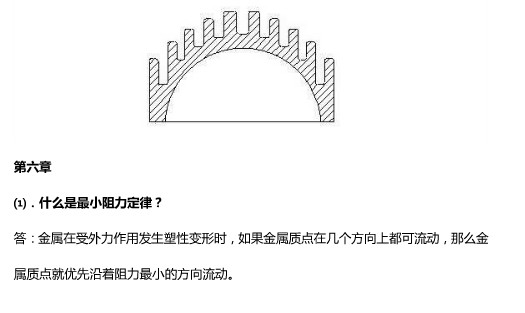 第六章
⑴．什么是最小阻力定律？
答：金属在受外力作用发生塑性变形时，如果金属质点在几个方向上都可流动，那么金
属质点就优先沿着阻力最小的方向流动。